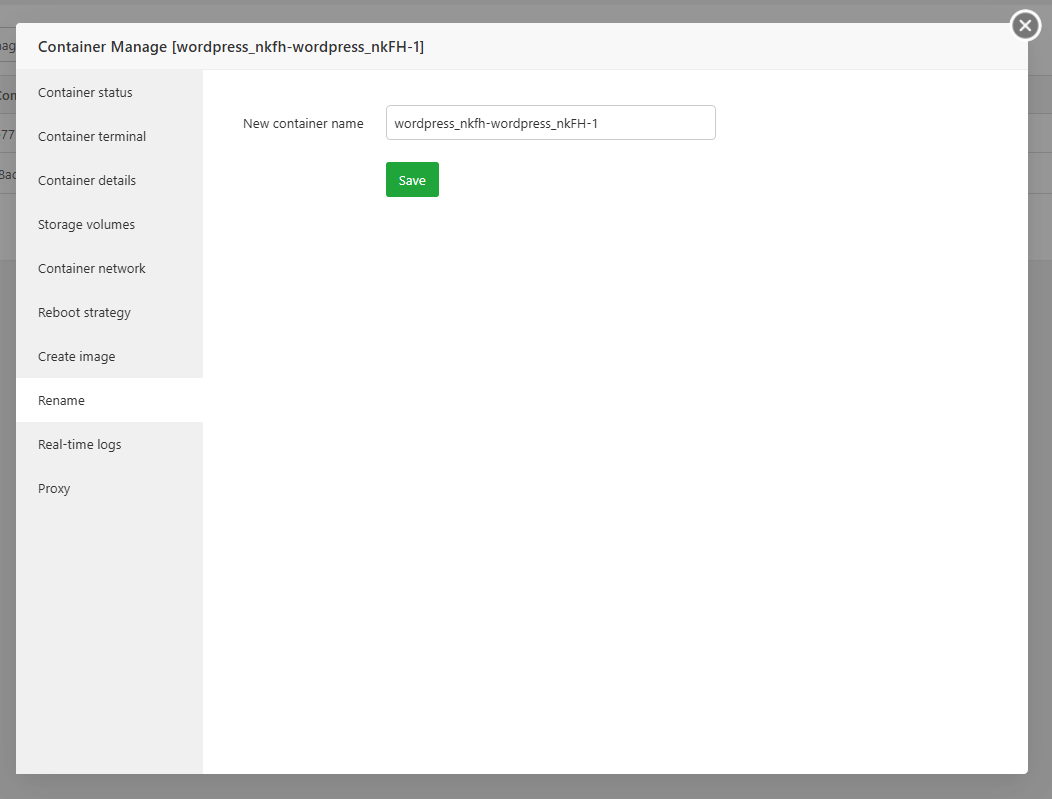 Container Manage [wordpress_nkfh-wordpress_nkFH-1]
Container status
Container terminal
Container details
Storage volumes
Container network
Reboot strategy
Create image
Rename
Real-time logs
Proxy
New container name
wordpress_nkfh-wordpress_nkFH-1
Save
77